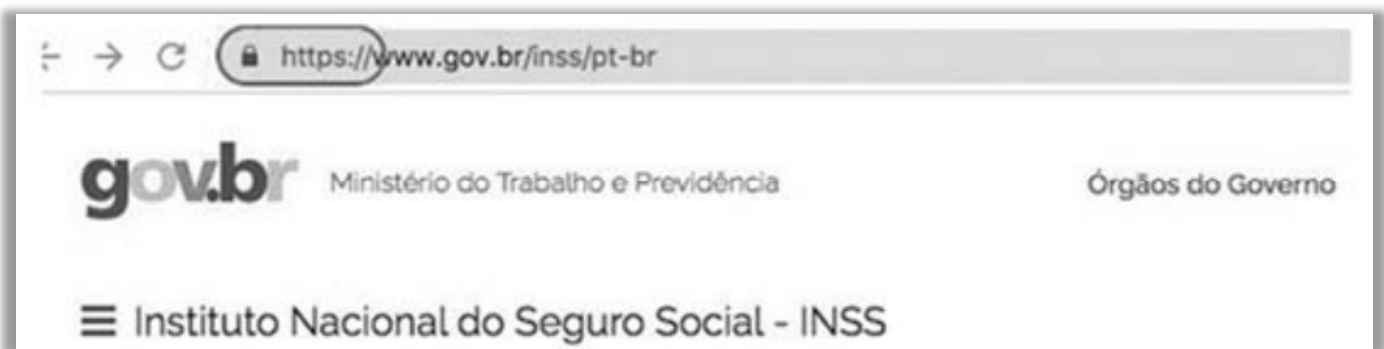 https://www.gov.br/inss/pt-br
gov.br Ministério do Trabalho e Previdência Órgãos do Governo
Instituto Nacional do Seguro Social - INSS